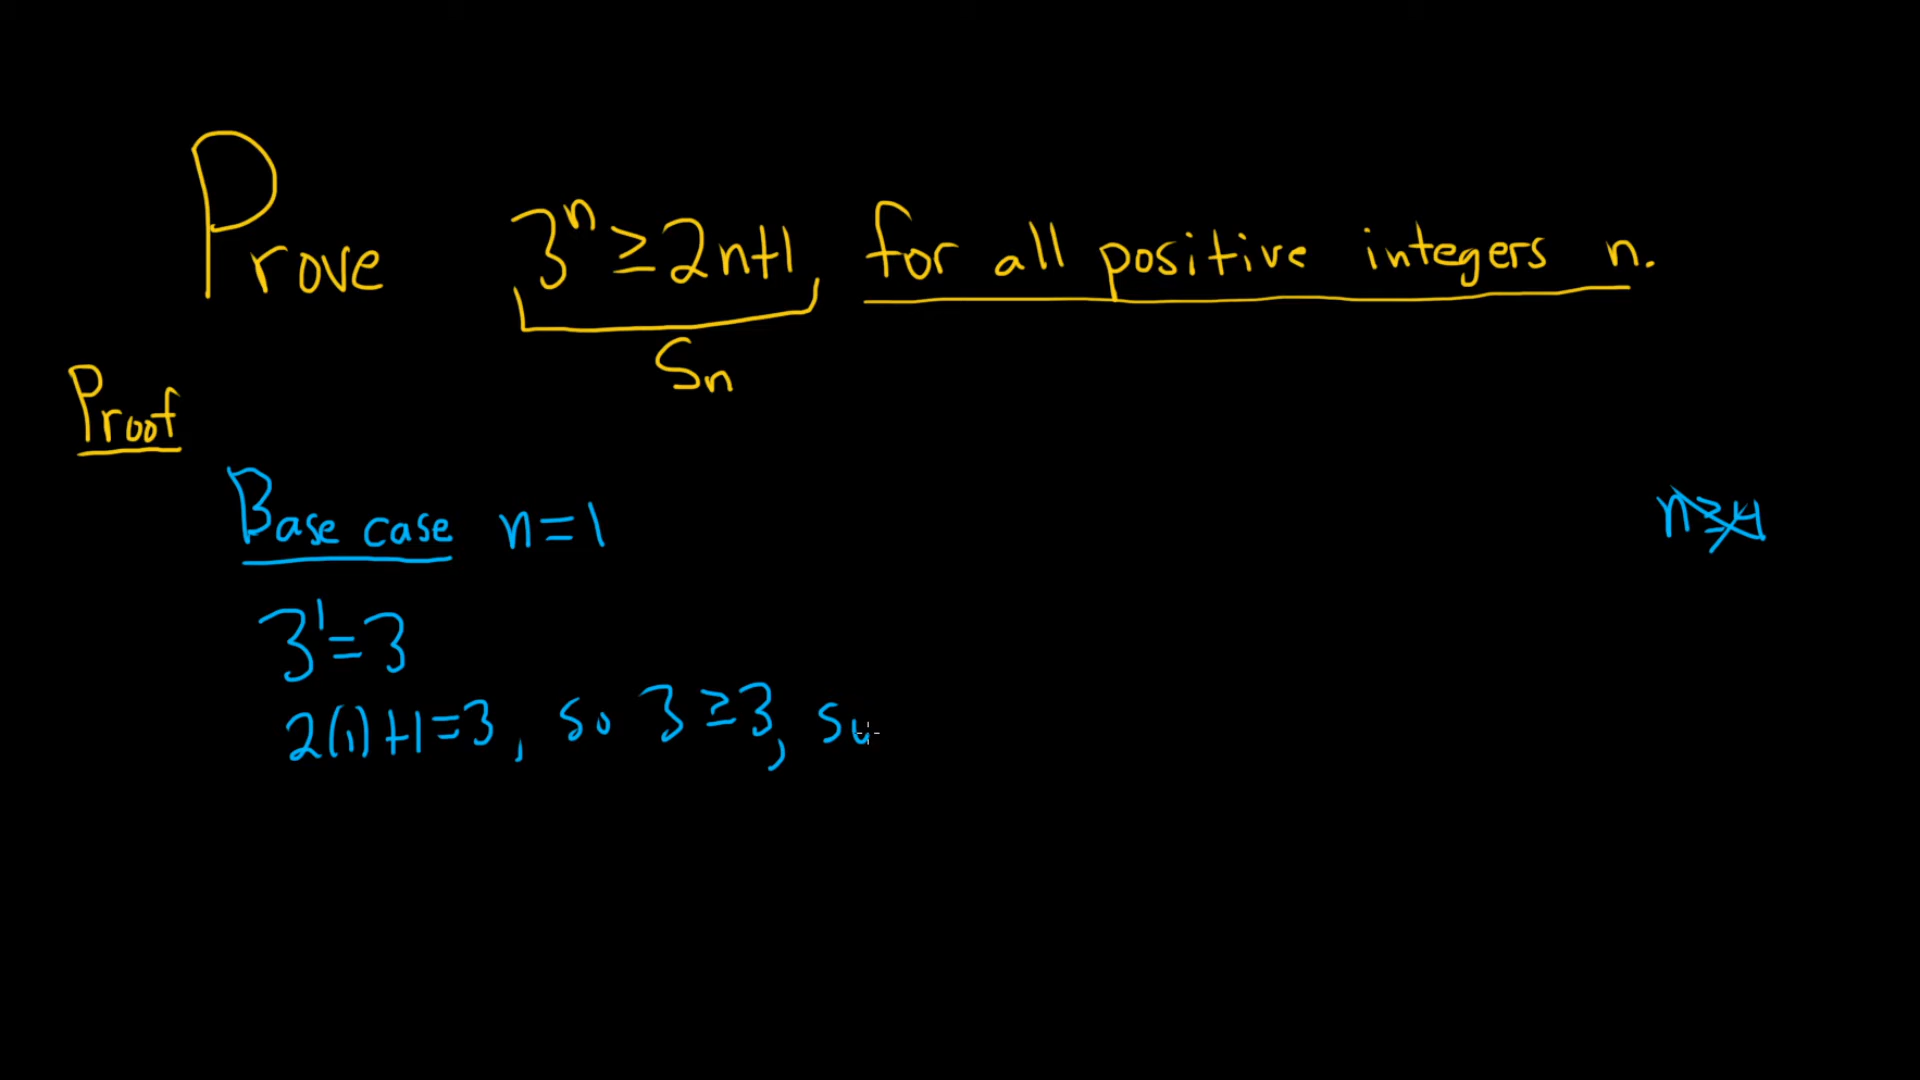 Prove 3ⁿ ≥ 2n+1, for all positive integers n.
Sn
Proof
Base case n=1
3¹=3
2(1)+1=3, so 3≥3,